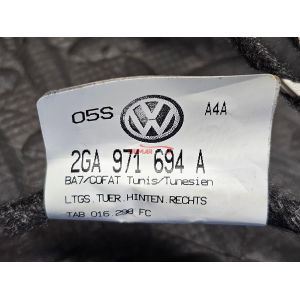 05S A4A
2GA 971 694 A
BA7/COFAT Tunis/Tunesien
LTGS.TUER.HINTEN.RECHTS
TAB 016.298 FC